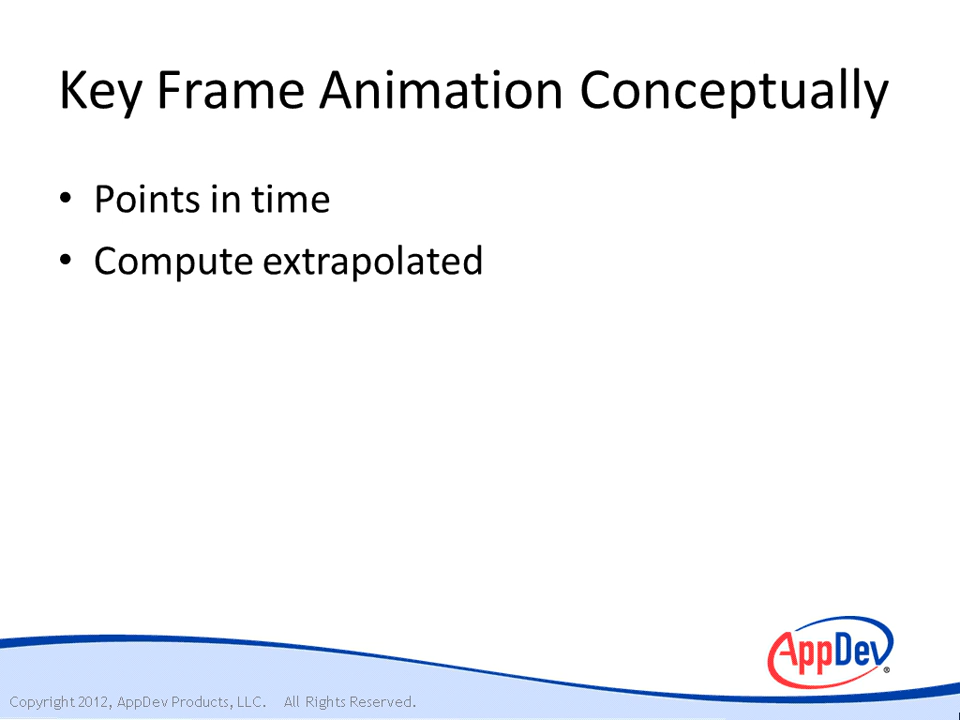 Key Frame Animation Conceptually
• Points in time
• Compute extrapolated
AppDev®
Copyright 2012, AppDev Products, LLC. All Rights Reserved.